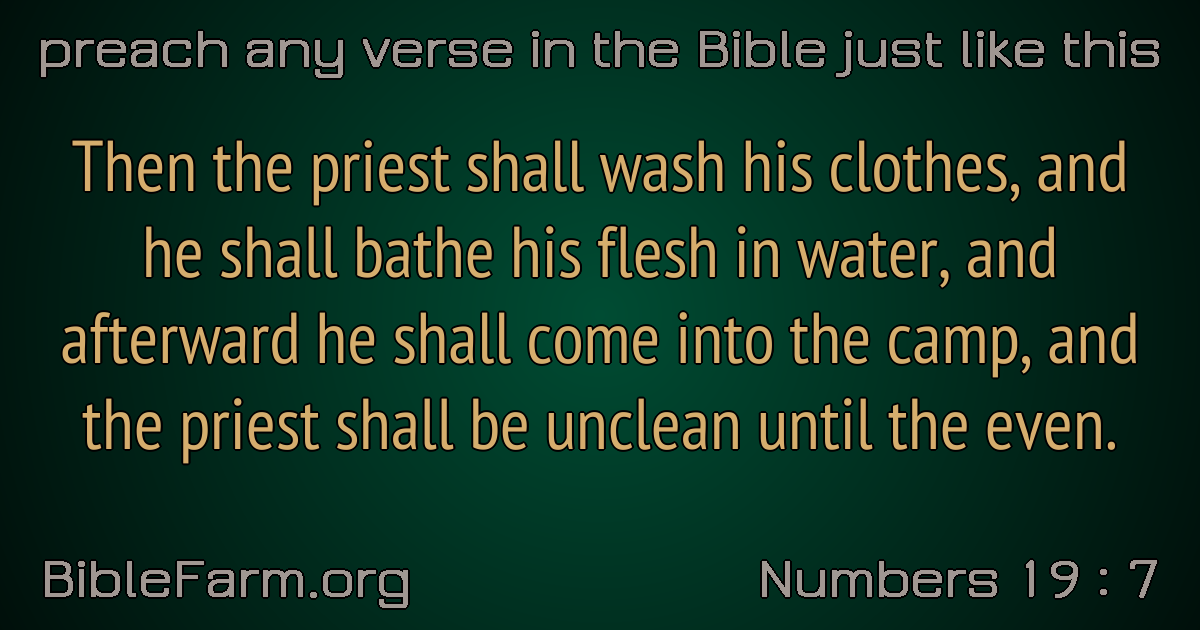 preach any verse in the Bible just like this
Then the priest shall wash his clothes, and
he shall bathe his flesh in water, and
afterward he shall come into the camp, and
the priest shall be unclean until the even.
BibleFarm.org
Numbers 19 : 7